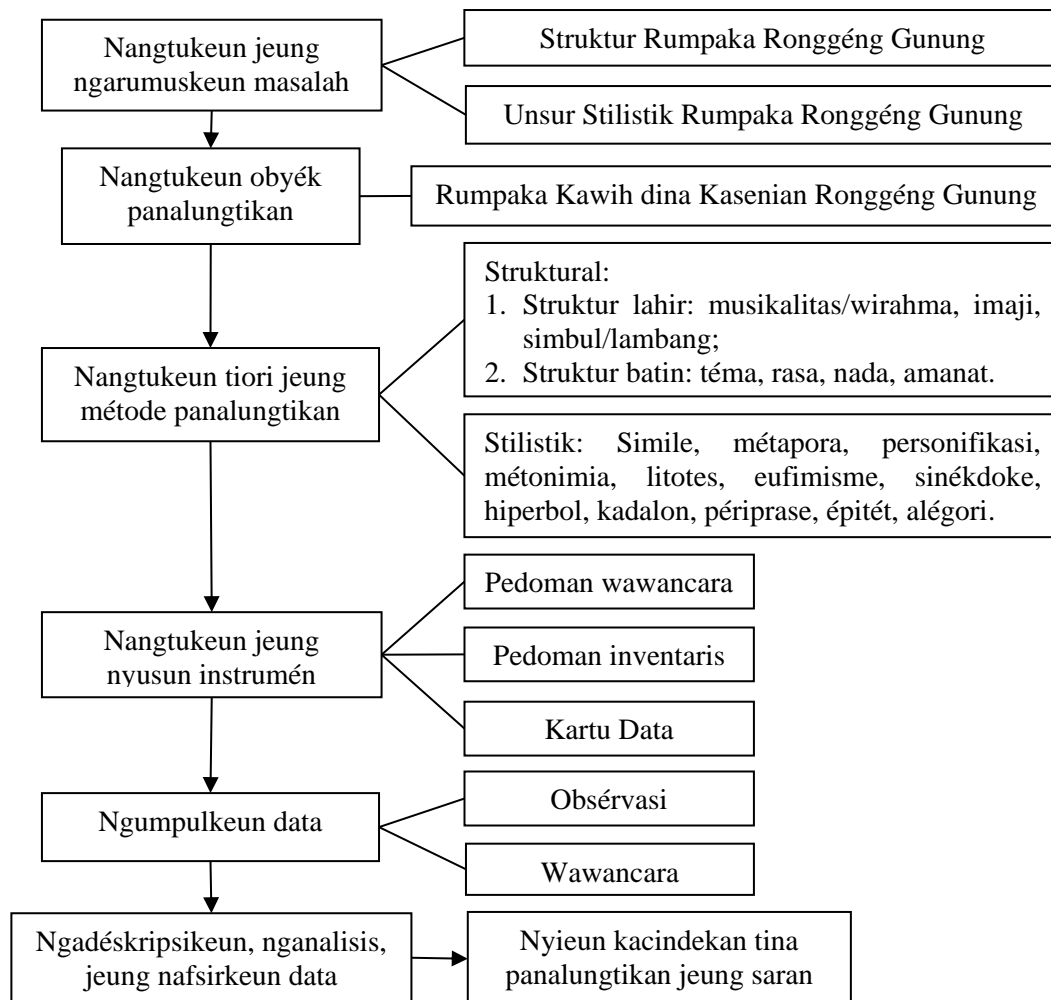 Nangtukeun jeung
ngarumuskeun masalah
Struktur Rumpaka Ronggéng Gunung
Unsur Stilistik Rumpaka Ronggéng Gunung
Nangtukeun obyék
panalungtikan
Rumpaka Kawih dina Kasenian Ronggéng Gunung
Nangtukeun tiori jeung
métode panalungtikan
Struktural:
1. Struktur lahir: musikalitas/wirahma, imaji,
simbul/lambang;
2. Struktur batin: téma, rasa, nada, amanat.
Stilistik: Simile, métapora, personifikasi,
métonimia, litotes, eufimisme, sinékdoke,
hiperbol, kadalon, périprase, épitét, alégori.
Nangtukeun jeung
nyusun instrumén
Pedoman wawancara
Pedoman inventaris
Kartu Data
Ngumpulkeun data
Obsérvasi
Wawancara
Ngadéskripsikeun, nganalisis,
jeung nafsirkeun data
Nyieun kacindekan tina
panalungtikan jeung saran